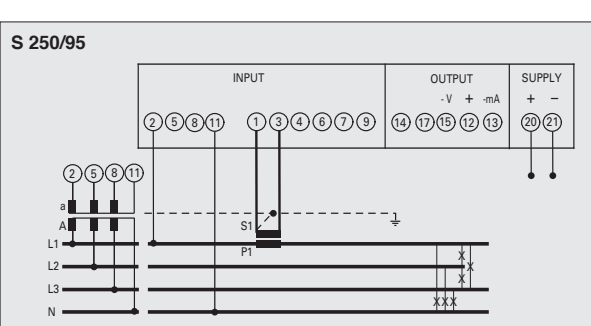 S 250/95
INPUT OUTPUT SUPPLY
- V + -mA + −
2 5 8 11 1 3 4 6 7 9 14 17 15 12 13 20 21
2 5 8 11
a
A S1
L1 P1
L2
L3
N